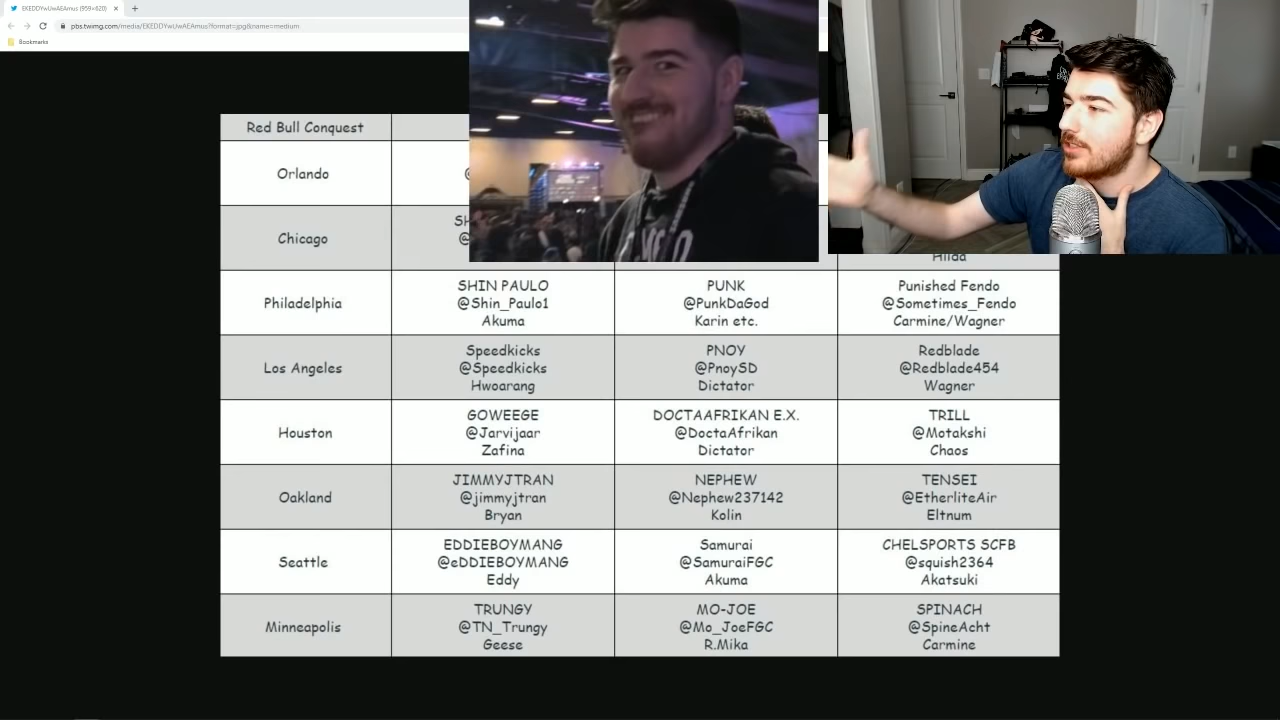 EKEDDYwUwAEAmus (959×620)
pbs.twimg.com/media/EKEDDYwUwAEAmus?format=jpg&name=medium
Bookmarks
Red Bull Conquest
Orlando
@
Chicago
SH
@
Hilda
Philadelphia
SHIN PAULO
@Shin_Paulo1
Akuma
PUNK
@PunkDaGod
Karin etc.
Punished Fendo
@Sometimes_Fendo
Carmine/Wagner
Los Angeles
Speedkicks
@Speedkicks
Hwoarang
PNOY
@PnoySD
Dictator
Redblade
@Redblade454
Wagner
Houston
GOWEEGE
@Jarvijaar
Zafina
DOCTAAFRIKAN E.X.
@DoctaAfrikan
Dictator
TRILL
@Motakshi
Chaos
Oakland
JIMMYJTRAN
@jimmyjtran
Bryan
NEPHEW
@Nephew237142
Kolin
TENSEI
@EtherliteAir
Eltnum
Seattle
EDDIEBOYMANG
@eDDIEBOYMANG
Eddy
Samurai
@SamuraiFGC
Akuma
CHELSPORTS SCFB
@squish2364
Akatsuki
Minneapolis
TRUNGY
@TN_Trungy
Geese
MO-JOE
@Mo_JoeFGC
R.Mika
SPINACH
@SpineAcht
Carmine